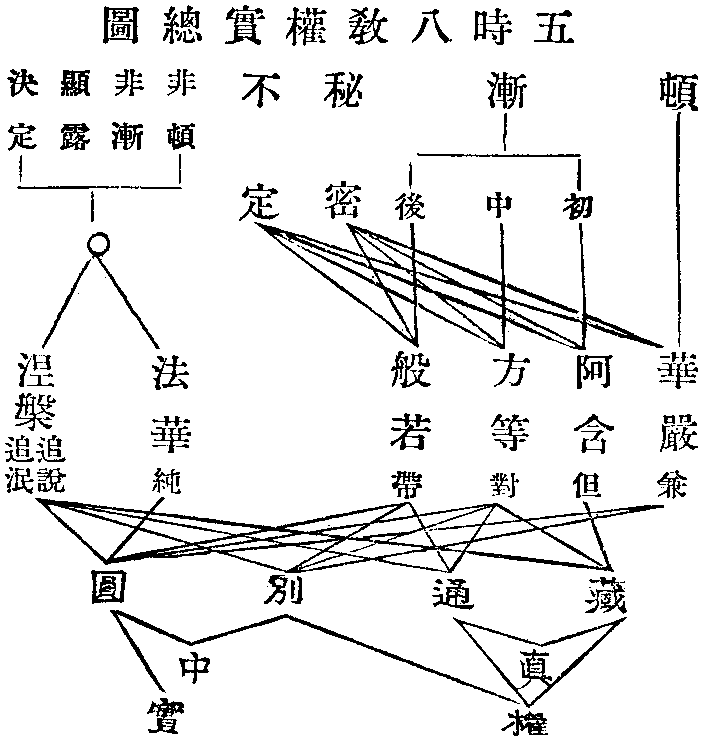 五時八敎權實總圖
頓
漸
秘密
不定
非頓
非漸
顯露
決定
初
中
後
華嚴兼
阿含但
方等對
般若帶
法華純
涅槃追說追泯
藏
通
別
圓
真
中
權
實